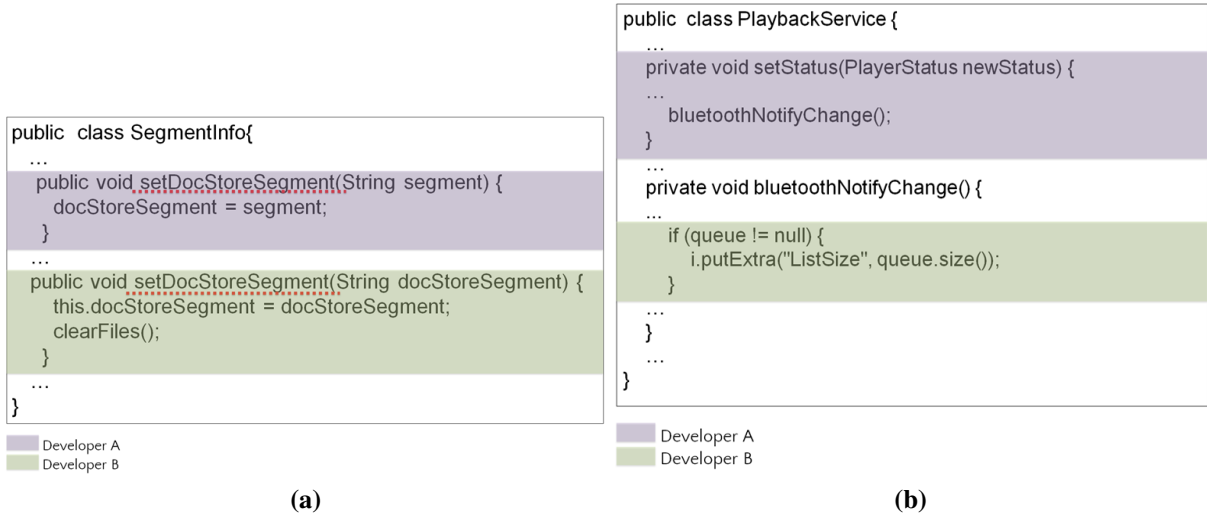 public class SegmentInfo{
…
public void setDocStoreSegment(String segment) {
docStoreSegment = segment;
}
…
public void setDocStoreSegment(String docStoreSegment) {
this.docStoreSegment = docStoreSegment;
clearFiles();
}
…
}
Developer A
Developer B
(a)
public class PlaybackService {
…
private void setStatus(PlayerStatus newStatus) {
…
bluetoothNotifyChange();
}
…
private void bluetoothNotifyChange() {
...
if (queue != null) {
i.putExtra("ListSize", queue.size());
}
…
}
…
}
Developer A
Developer B
(b)